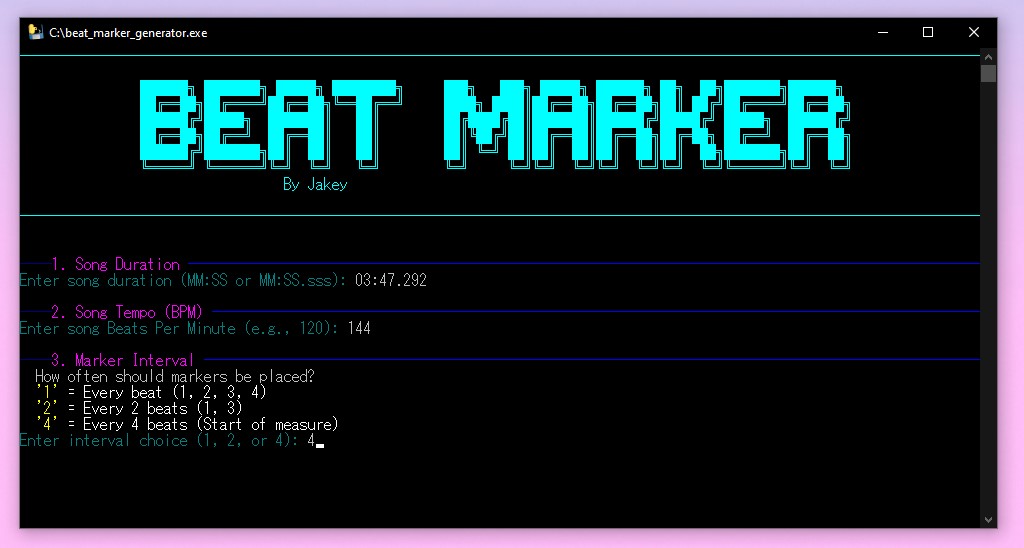 C:\beat_marker_generator.exe
BEAT MARKER
By Jakey
1. Song Duration
Enter song duration (MM:SS or MM:SS.sss): 03:47.292
2. Song Tempo (BPM)
Enter song Beats Per Minute (e.g., 120): 144
3. Marker Interval
How often should markers be placed?
'1' = Every beat (1, 2, 3, 4)
'2' = Every 2 beats (1, 3)
'4' = Every 4 beats (Start of measure)
Enter interval choice (1, 2, or 4): 4